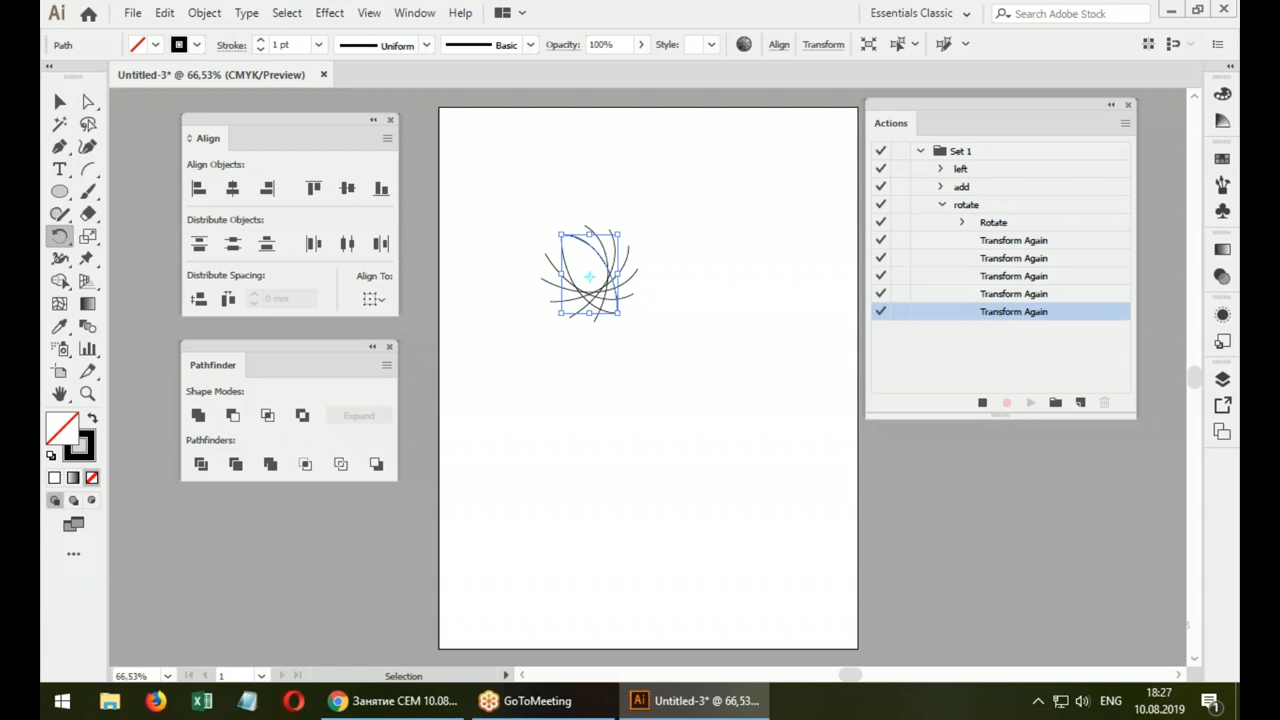 Ai File Edit Object Type Select Effect View Window Help Essentials Classic Search Adobe Stock
Path Stroke: 1 pt Uniform Basic Opacity: 100% Style: Align Transform
Untitled-3* @ 66,53% (CMYK/Preview)
Align
Align Objects:
Distribute Objects:
Distribute Spacing: Align To:
0 mm
Pathfinder
Shape Modes:
Expand
Pathfinders:
Actions
Set 1
left
add
rotate
Rotate
Transform Again
Transform Again
Transform Again
Transform Again
Transform Again
66,53% 1 Selection
Занятие СЕМ 10.08... GoToMeeting Ai Untitled-3* @ 66,53... ENG 18:27
10.08.2019 1